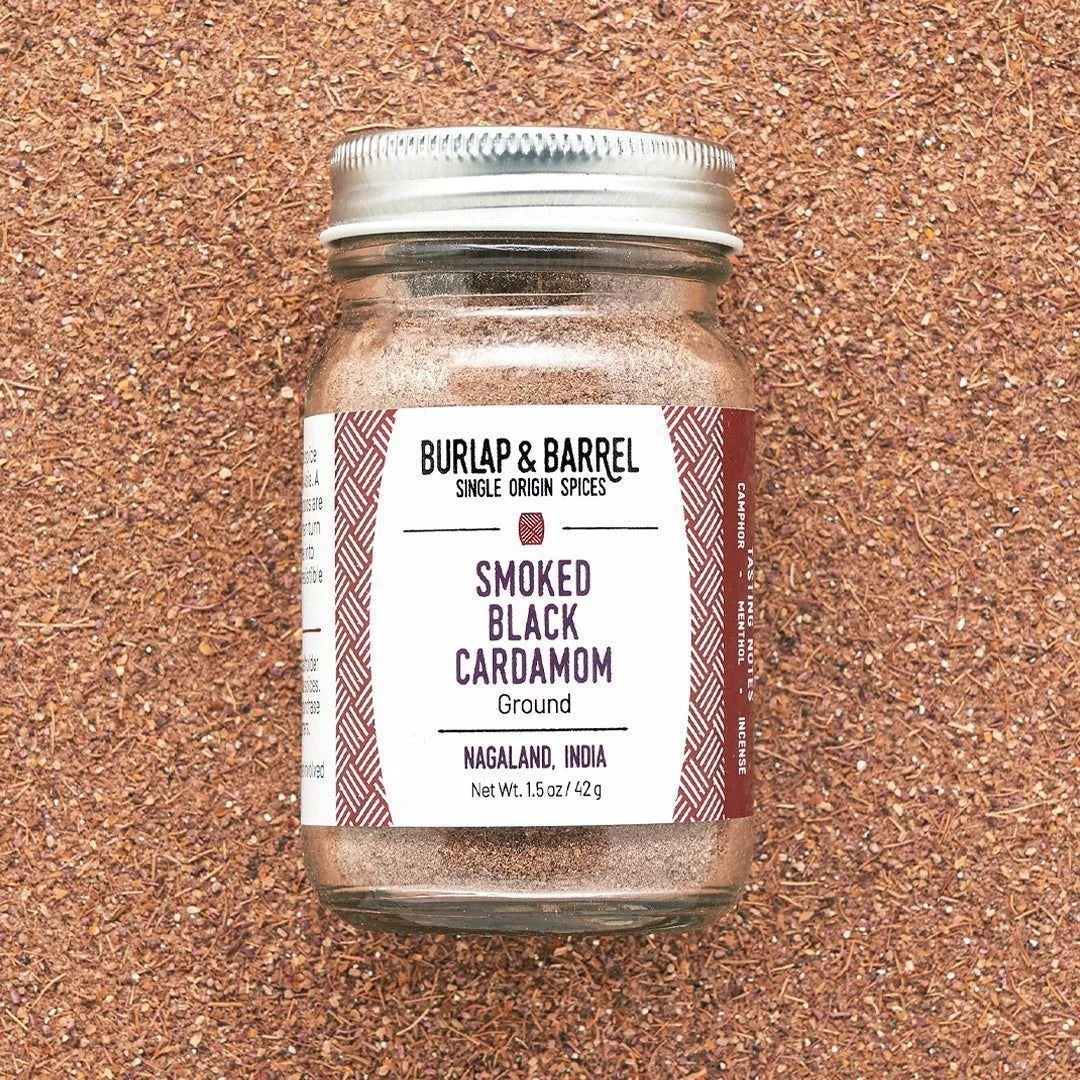 BURLAP & BARREL
SINGLE ORIGIN SPICES
SMOKED
BLACK
CARDAMOM
Ground
NAGALAND, INDIA
Net Wt. 1.5 oz / 42 g
TASTING NOTES
CAMPHOR - MENTHOL - INCENSE